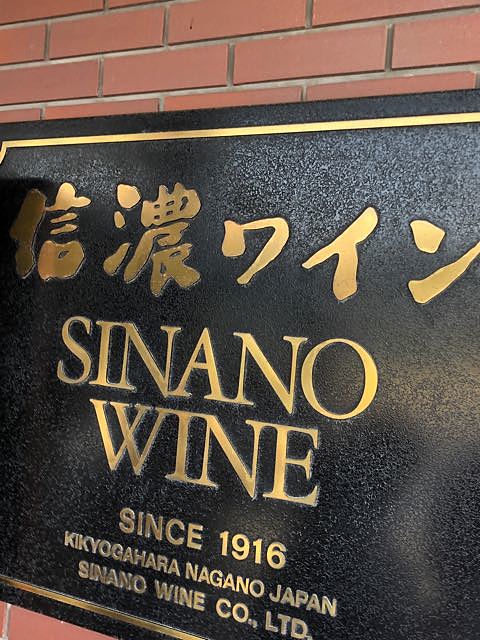 信濃ワイン
SINANO
WINE
SINCE 1916
KIKYOGAHARA NAGANO JAPAN
SINANO WINE CO., LTD.